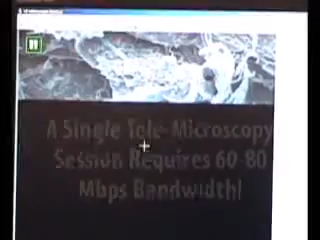 A Single Tele-Microscopy
Session Requires 60-80
Mbps Bandwidth!